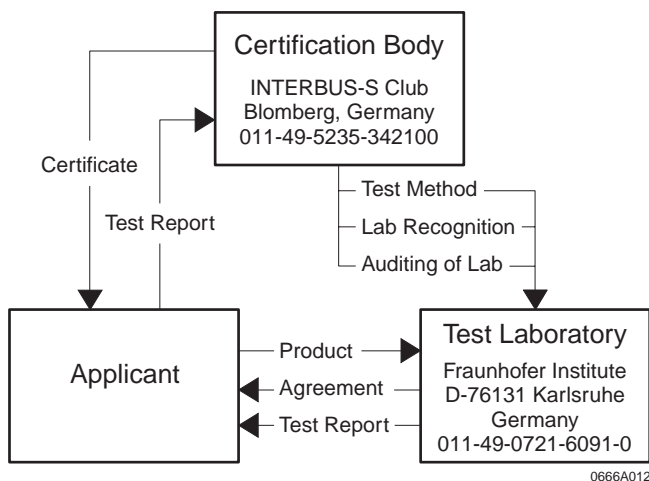 Certification Body
INTERBUS-S Club
Blomberg, Germany
011-49-5235-342100
Certificate
Test Report
Test Method
Lab Recognition
Auditing of Lab
Applicant
Product
Agreement
Test Report
Test Laboratory
Fraunhofer Institute
D-76131 Karlsruhe
Germany
011-49-0721-6091-0
0666A012